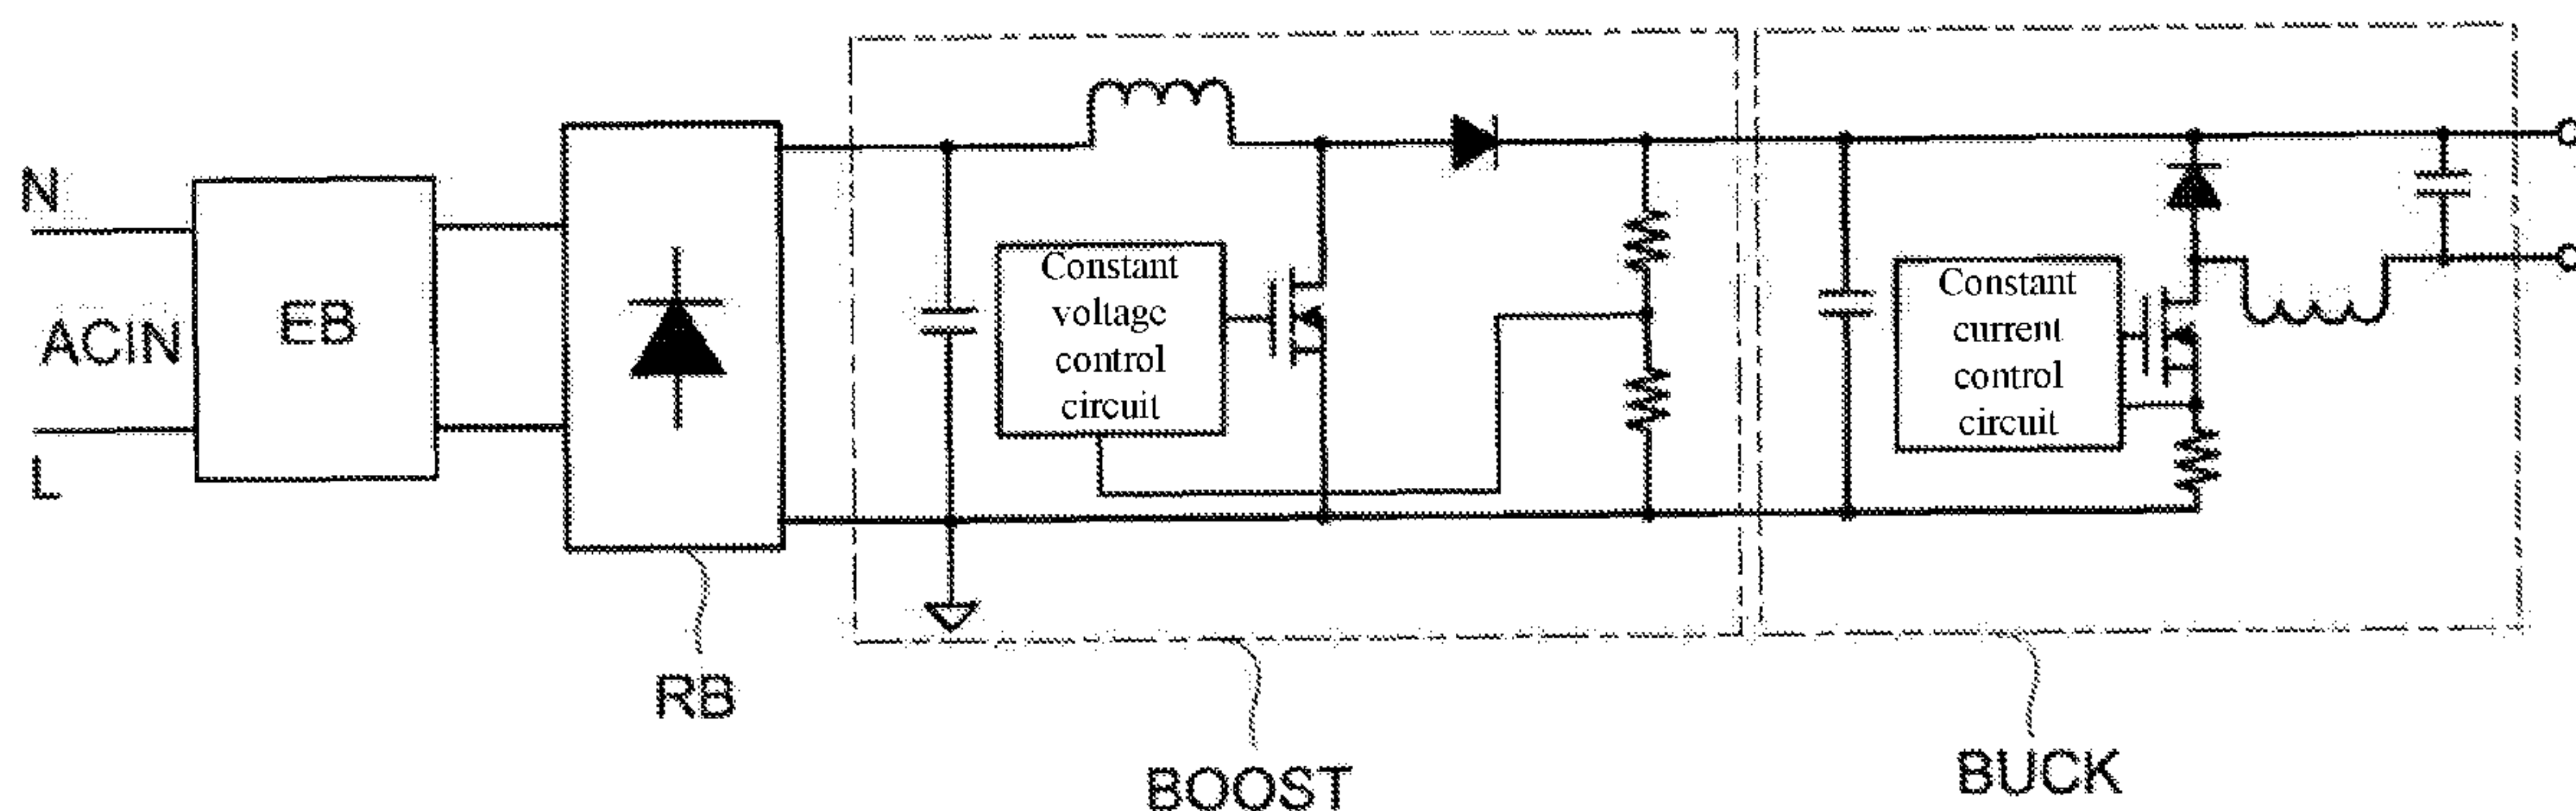 N
ACIN
L
EB
RB
Constant
voltage
control
circuit
BOOST
Constant
current
control
circuit
BUCK